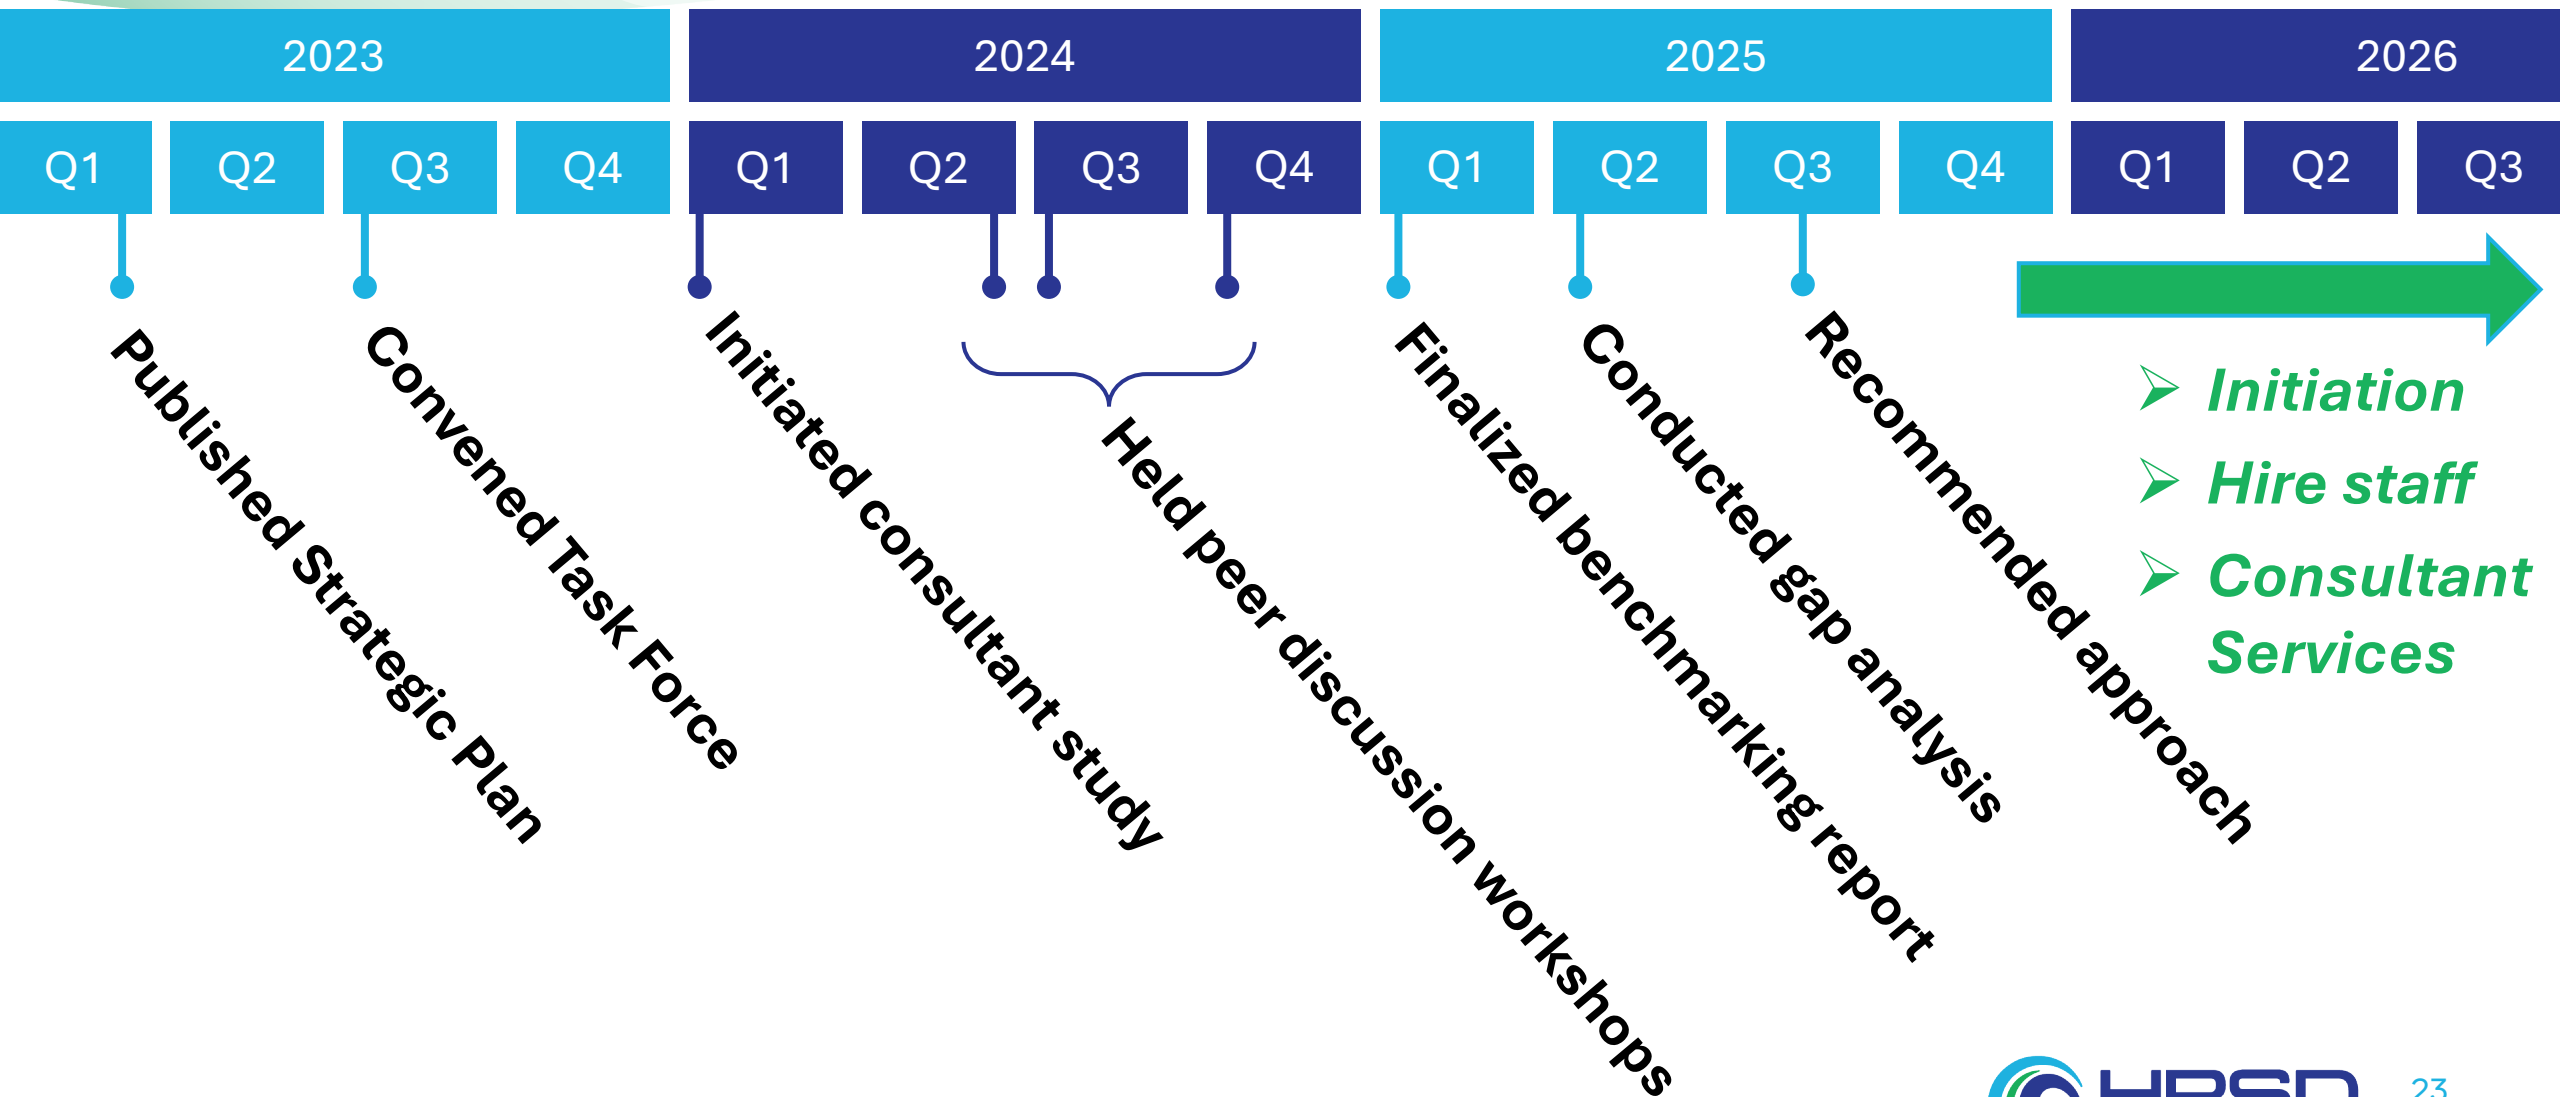 2023 2024 2025 2026
Q1 Q2 Q3 Q4 Q1 Q2 Q3 Q4 Q1 Q2 Q3 Q4 Q1 Q2 Q3
Published Strategic Plan
Convened Task Force
Initiated consultant study
Held peer discussion workshops
Finalized benchmarking report
Conducted gap analysis
Recommended approach
Initiation
Hire staff
Consultant
Services
23